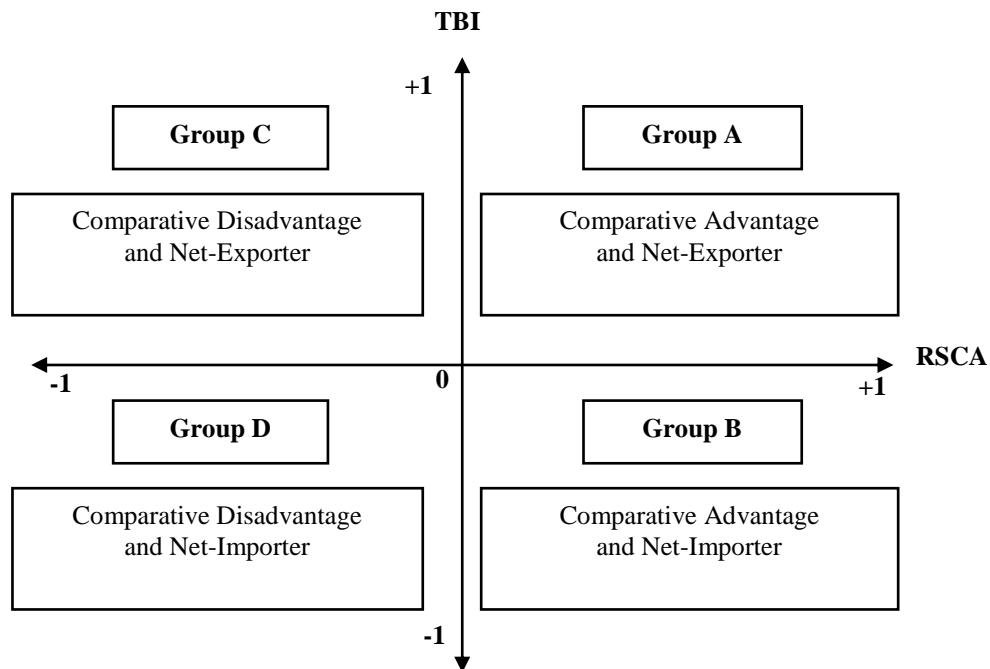 TBI
+1
Group C
Group A
Comparative Disadvantage
and Net-Exporter
Comparative Advantage
and Net-Exporter
RSCA
-1
0
+1
Group D
Group B
Comparative Disadvantage
and Net-Importer
Comparative Advantage
and Net-Importer
-1